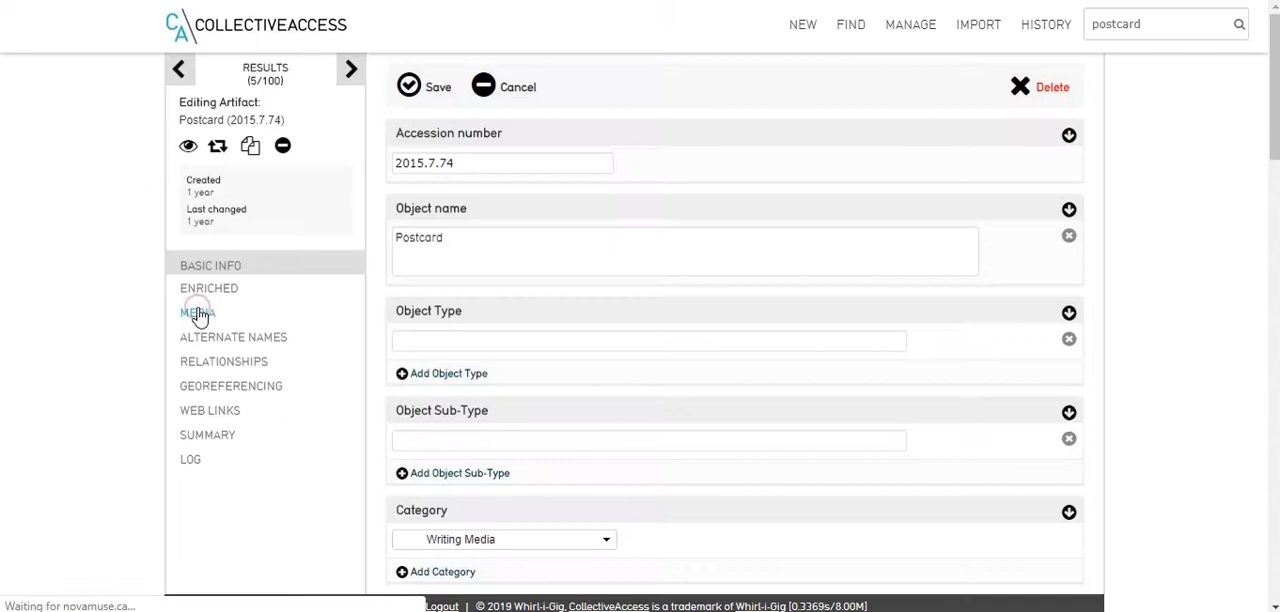 CA COLLECTIVEACCESS
NEW FIND MANAGE IMPORT HISTORY postcard
RESULTS
(5/100)
Editing Artifact:
Postcard (2015.7.74)
Created
1 year
Last changed
1 year
BASIC INFO
ENRICHED
MEDIA
ALTERNATE NAMES
RELATIONSHIPS
GEOREFERENCING
WEB LINKS
SUMMARY
LOG
Save Cancel Delete
Accession number
2015.7.74
Object name
Postcard
Object Type
Add Object Type
Object Sub-Type
Add Object Sub-Type
Category
Writing Media
Add Category
Waiting for novamuse.ca...
Logout | © 2019 Whirl-i-Gig, CollectiveAccess is a trademark of Whirl-i-Gig [0.3369s/8.00M]